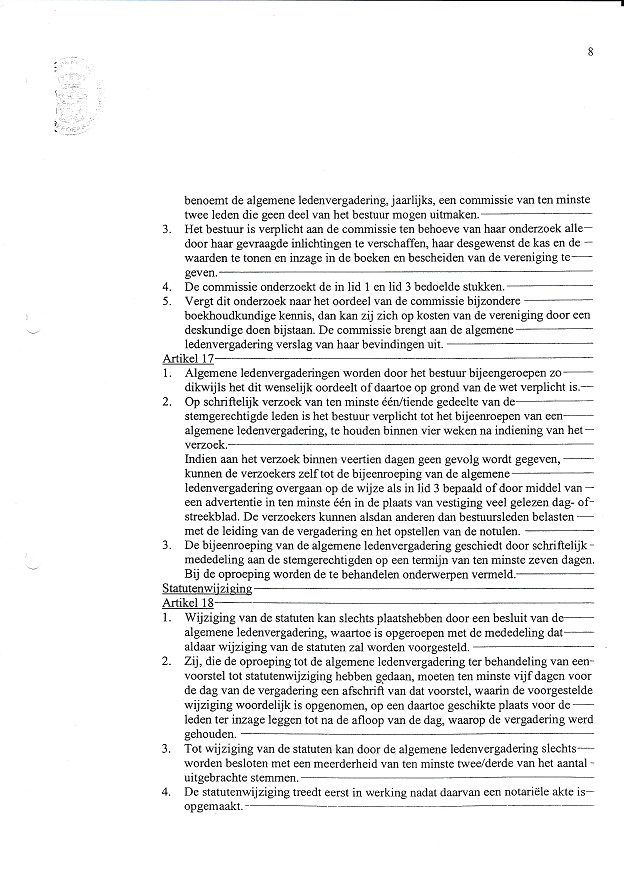 8
benoemt de algemene ledenvergadering, jaarlijks, een commissie van ten minste
twee leden die geen deel van het bestuur mogen uitmaken.
3. Het bestuur is verplicht aan de commissie ten behoeve van haar onderzoek alle
door haar gevraagde inlichtingen te verschaffen, haar desgewenst de kas en de
waarden te tonen en inzage in de boeken en bescheiden van de vereniging te
geven.
4. De commissie onderzoekt de in lid 1 en lid 3 bedoelde stukken.
5. Vergt dit onderzoek naar het oordeel van de commissie bijzondere
boekhoudkundige kennis, dan kan zij zich op kosten van de vereniging door een
deskundige doen bijstaan. De commissie brengt aan de algemene
ledenvergadering verslag van haar bevindingen uit.
Artikel 17
1. Algemene ledenvergaderingen worden door het bestuur bijeengeroepen zo
dikwijls het dit wenselijk oordeelt of daartoe op grond van de wet verplicht is.
2. Op schriftelijk verzoek van ten minste één/tiende gedeelte van de
stemgerechtigde leden is het bestuur verplicht tot het bijeenroepen van een
algemene ledenvergadering, te houden binnen vier weken na indiening van het
verzoek.
Indien aan het verzoek binnen veertien dagen geen gevolg wordt gegeven,
kunnen de verzoekers zelf tot de bijeenroeping van de algemene
ledenvergadering overgaan op de wijze als in lid 3 bepaald of door middel van
een advertentie in ten minste één in de plaats van vestiging veel gelezen dag- of
streekblad. De verzoekers kunnen alsdan anderen dan bestuursleden belasten
met de leiding van de vergadering en het opstellen van de notulen.
3. De bijeenroeping van de algemene ledenvergadering geschiedt door schriftelijk
mededeling aan de stemgerechtigden op een termijn van ten minste zeven dagen.
Bij de oproeping worden de te behandelen onderwerpen vermeld.
Statutenwijziging
Artikel 18
1. Wijziging van de statuten kan slechts plaatshebben door een besluit van de
algemene ledenvergadering, waartoe is opgeroepen met de mededeling dat
aldaar wijziging van de statuten zal worden voorgesteld.
2. Zij, die de oproeping tot de algemene ledenvergadering ter behandeling van een
voorstel tot statutenwijziging hebben gedaan, moeten ten minste vijf dagen voor
de dag van de vergadering een afschrift van dat voorstel, waarin de voorgestelde
wijziging woordelijk is opgenomen, op een daartoe geschikte plaats voor de
leden ter inzage leggen tot na de afloop van de dag, waarop de vergadering werd
gehouden.
3. Tot wijziging van de statuten kan door de algemene ledenvergadering slechts
worden besloten met een meerderheid van ten minste twee/derde van het aantal
uitgebrachte stemmen.
4. De statutenwijziging treedt eerst in werking nadat daarvan een notariële akte is
opgemaakt.